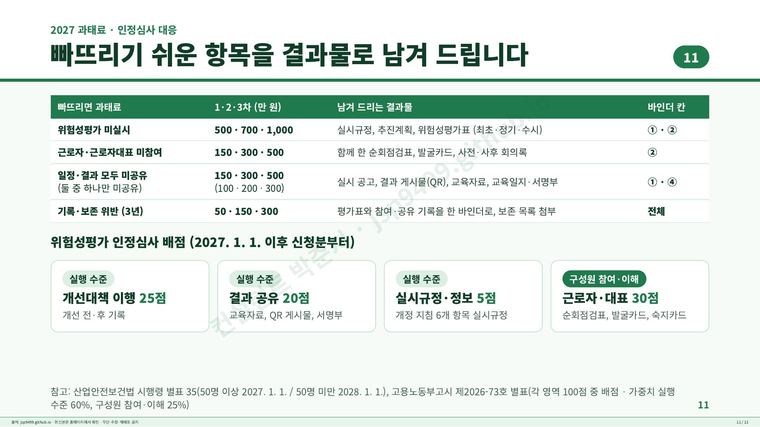 2027 과태료 · 인정심사 대응
빠뜨리기 쉬운 항목을 결과물로 남겨 드립니다
11
빠뜨리면 과태료 1·2·3차 (만 원) 남겨 드리는 결과물 바인더 칸
위험성평가 미실시 500 · 700 · 1,000 실시규정, 추진계획, 위험성평가표 (최초·정기·수시) ① · ②
근로자·근로자대표 미참여 150 · 300 · 500 함께 한 순회점검표, 발굴카드, 사전·사후 회의록 ②
일정·결과 모두 미공유 150 · 300 · 500 실시 공고, 결과 게시물(QR), 교육자료, 교육일지·서명부 ① · ④
(둘 중 하나만 미공유) (100 · 200 · 300)
기록·보존 위반 (3년) 50 · 150 · 300 평가표와 참여·공유 기록을 한 바인더로, 보존 목록 첨부 전체
위험성평가 인정심사 배점 (2027. 1. 1. 이후 신청분부터)
실행 수준
개선대책 이행 25점
개선 전·후 기록
실행 수준
결과 공유 20점
교육자료, QR 게시물, 서명부
실행 수준
실시규정·정보 5점
개정 지침 6개 항목 실시규정
구성원 참여·이해
근로자·대표 30점
순회점검표, 발굴카드, 숙지카드
참고: 산업안전보건법 시행령 별표 35(50명 이상 2027. 1. 1. / 50명 미만 2028. 1. 1.), 고용노동부고시 제2026-73호 별표(각 영역 100점 중 배점 · 가중치 실행
수준 60%, 구성원 참여·이해 25%)
11
출처: jsp9499.github.io
11 / 11